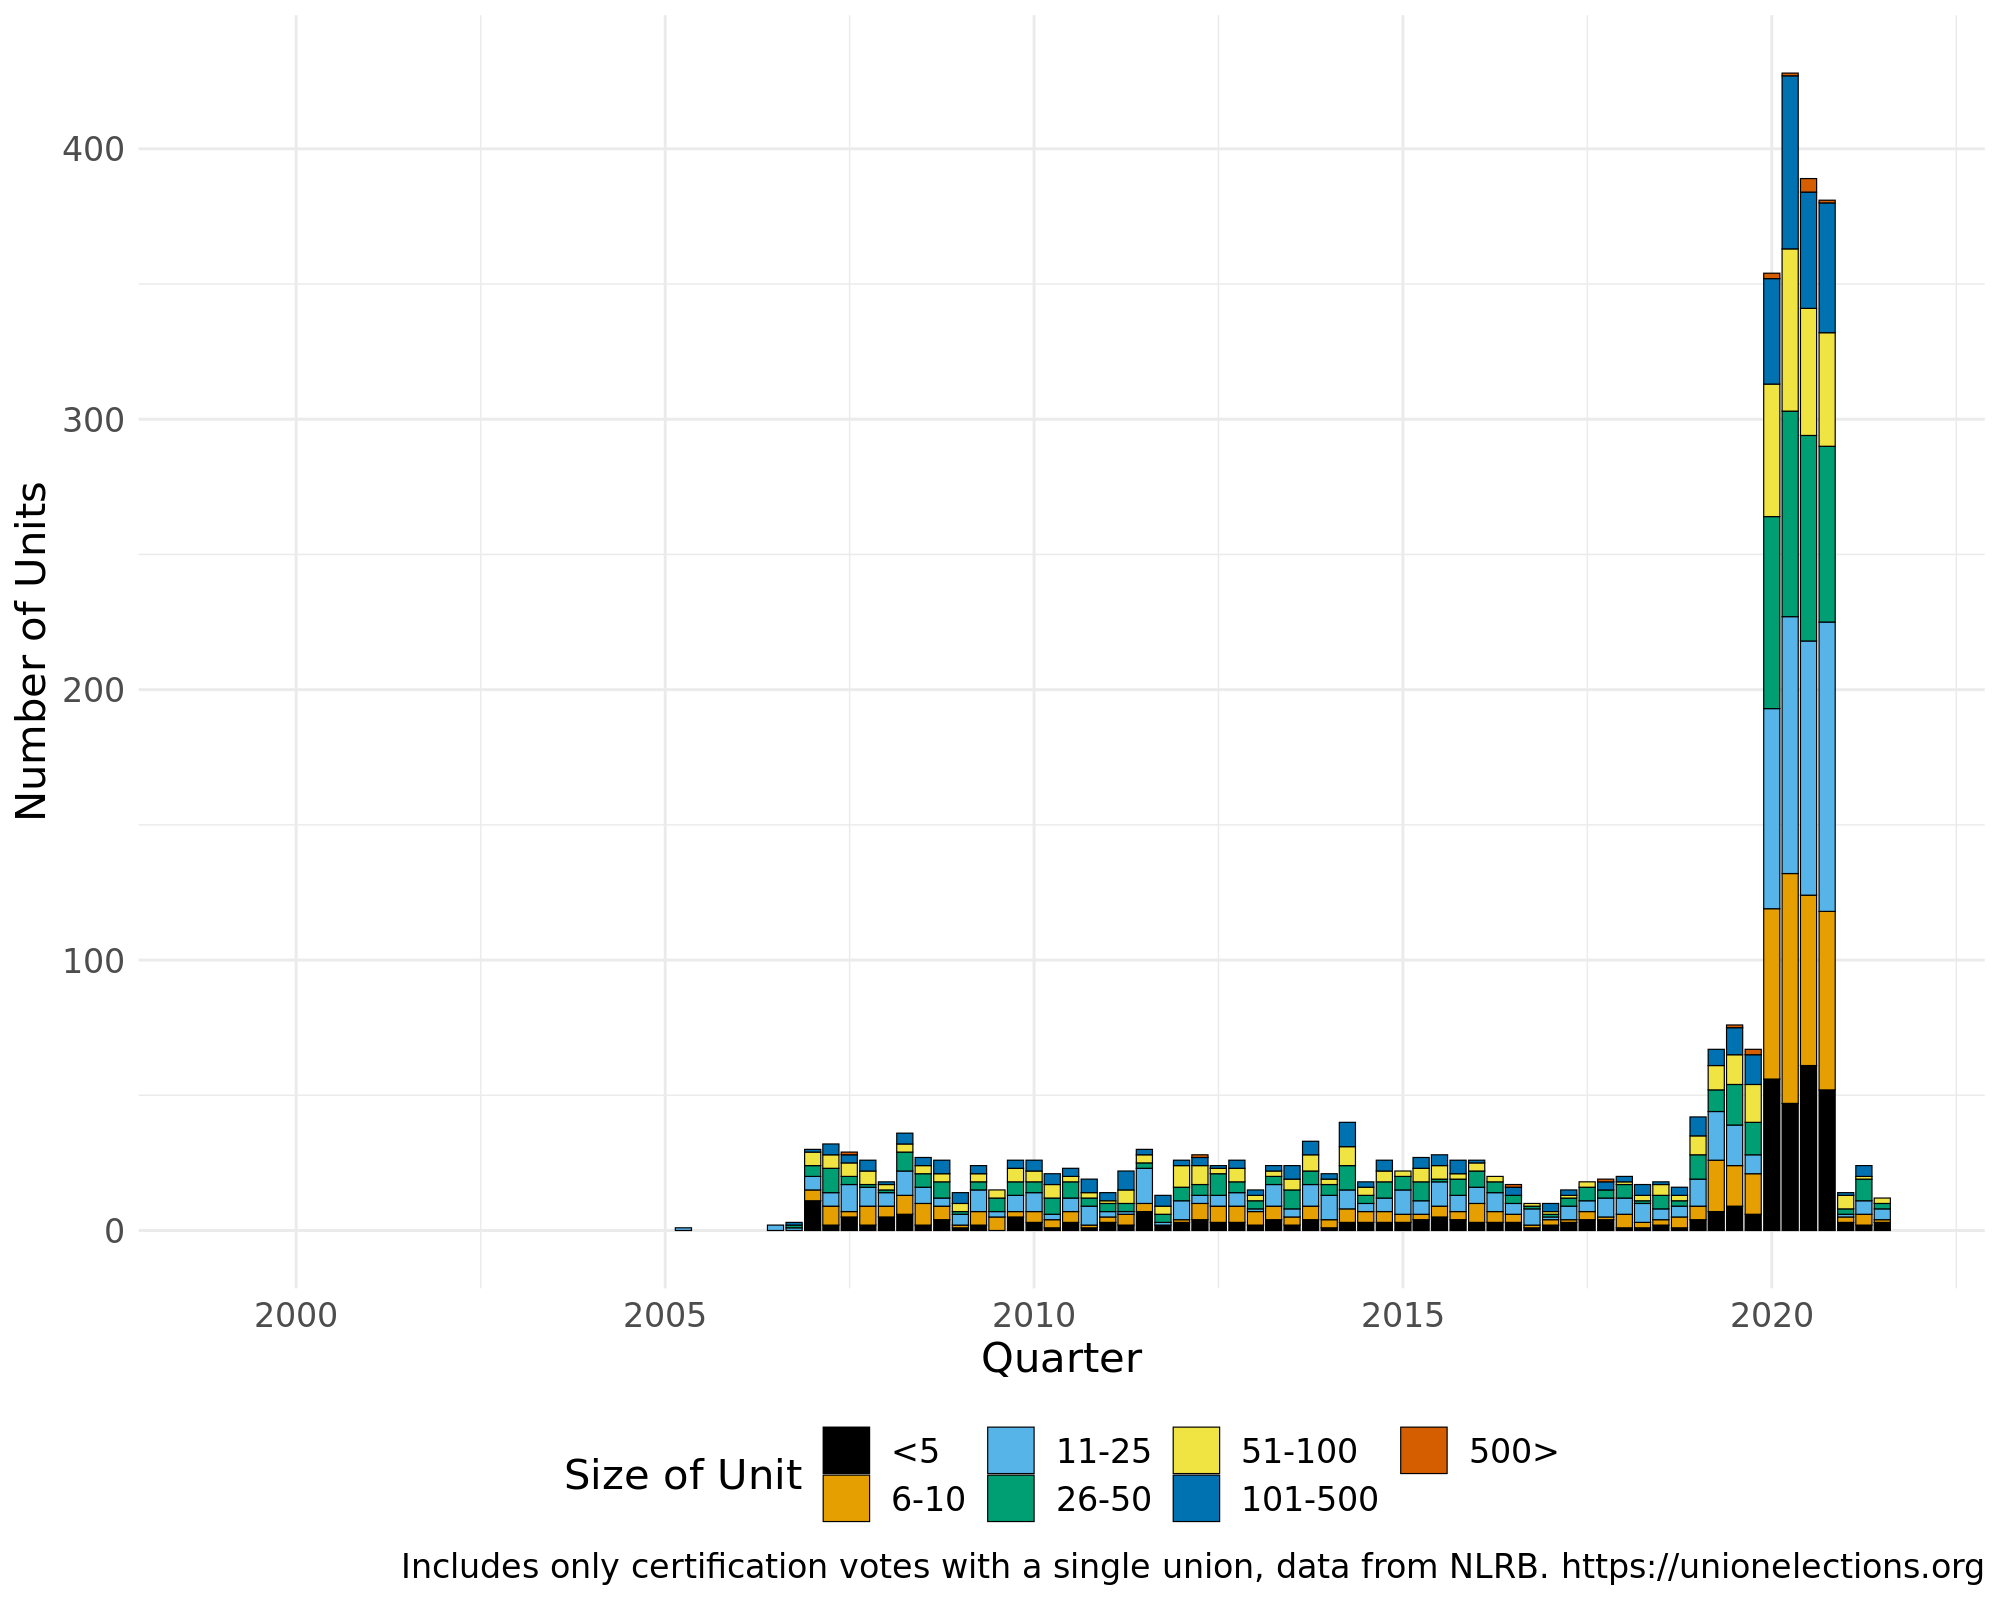 400
300
200
100
0
Number of Units
2000 2005 2010 2015 2020
Quarter
Size of Unit
<5 11-25 51-100 500>
6-10 26-50 101-500
Includes only certification votes with a single union, data from NLRB. https://unionelections.org